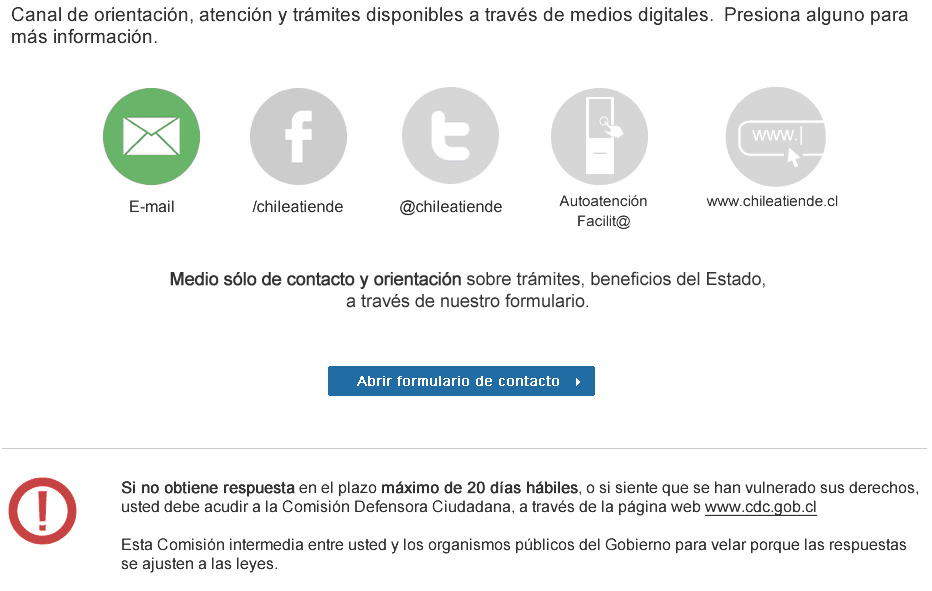 Canal de orientación, atención y trámites disponibles a través de medios digitales. Presiona alguno para
más información.
www.
E-mail
/chileatiende
@chileatiende
Autoatención
Facilit@
www.chileatiende.cl
Medio sólo de contacto y orientación sobre trámites, beneficios del Estado,
a través de nuestro formulario.
Abrir formulario de contacto
Si no obtiene respuesta en el plazo máximo de 20 días hábiles, o si siente que se han vulnerado sus derechos,
usted debe acudir a la Comisión Defensora Ciudadana, a través de la página web www.cdc.gob.cl
Esta Comisión intermedia entre usted y los organismos públicos del Gobierno para velar porque las respuestas
se ajusten a las leyes.